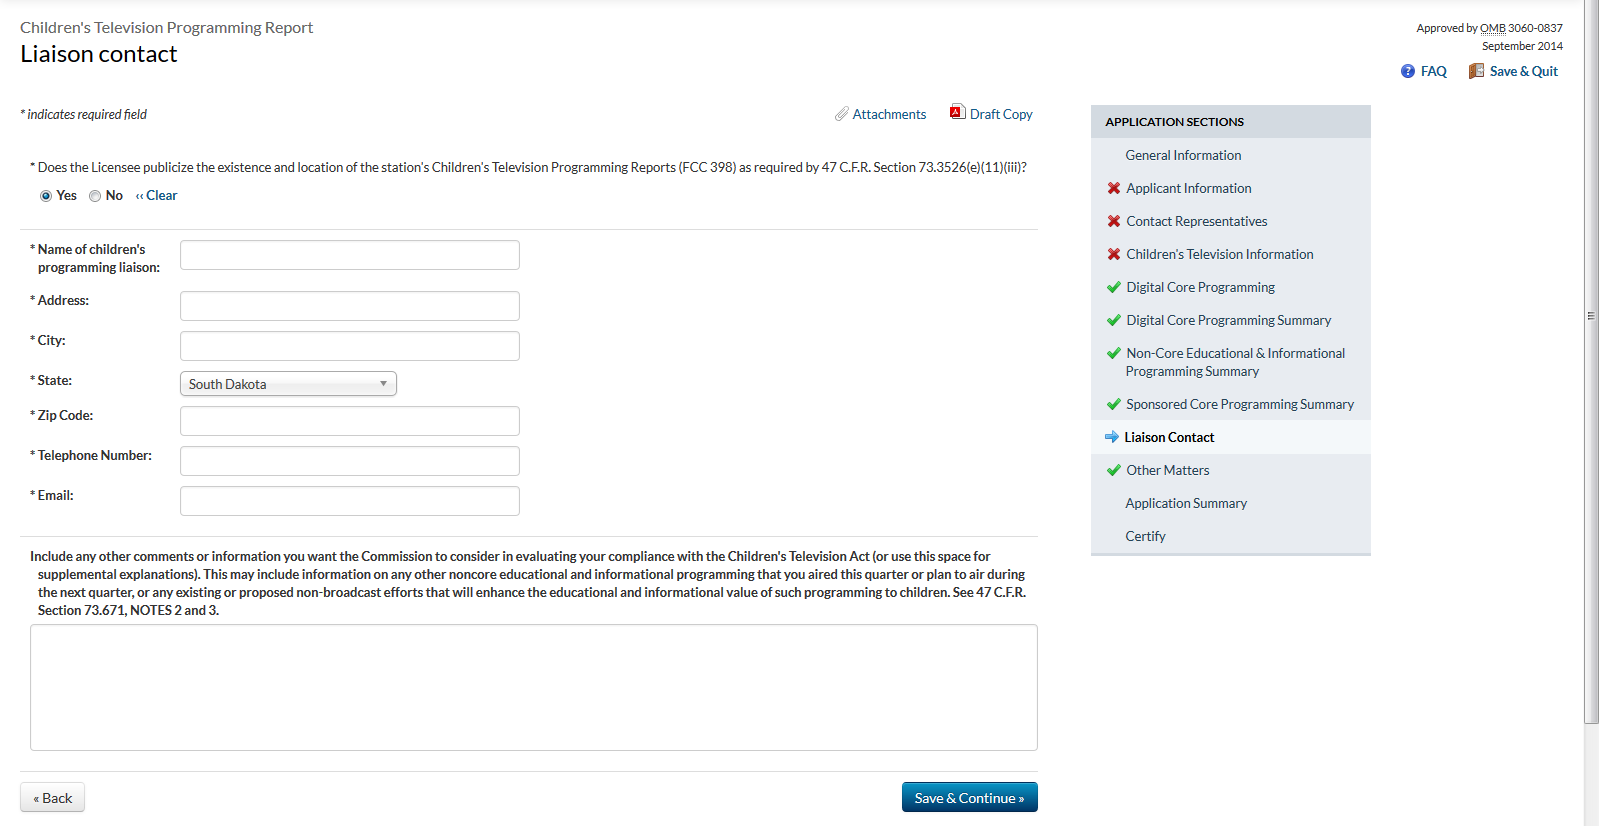 Children's Television Programming Report
Liaison contact
Approved by OMB 3060-0837
September 2014
FAQ
Save & Quit
* indicates required field
Attachments
Draft Copy
* Does the Licensee publicize the existence and location of the station's Children's Television Programming Reports (FCC 398) as required by 47 C.F.R. Section 73.3526(e)(11)(iii)?
Yes No ‹‹ Clear
* Name of children's
programming liaison:
* Address:
* City:
* State:
South Dakota
* Zip Code:
* Telephone Number:
* Email:
Include any other comments or information you want the Commission to consider in evaluating your compliance with the Children's Television Act (or use this space for
supplemental explanations). This may include information on any other noncore educational and informational programming that you aired this quarter or plan to air during
the next quarter, or any existing or proposed non-broadcast efforts that will enhance the educational and informational value of such programming to children. See 47 C.F.R.
Section 73.671, NOTES 2 and 3.
« Back
Save & Continue »
APPLICATION SECTIONS
General Information
Applicant Information
Contact Representatives
Children's Television Information
Digital Core Programming
Digital Core Programming Summary
Non-Core Educational & Informational
Programming Summary
Sponsored Core Programming Summary
Liaison Contact
Other Matters
Application Summary
Certify